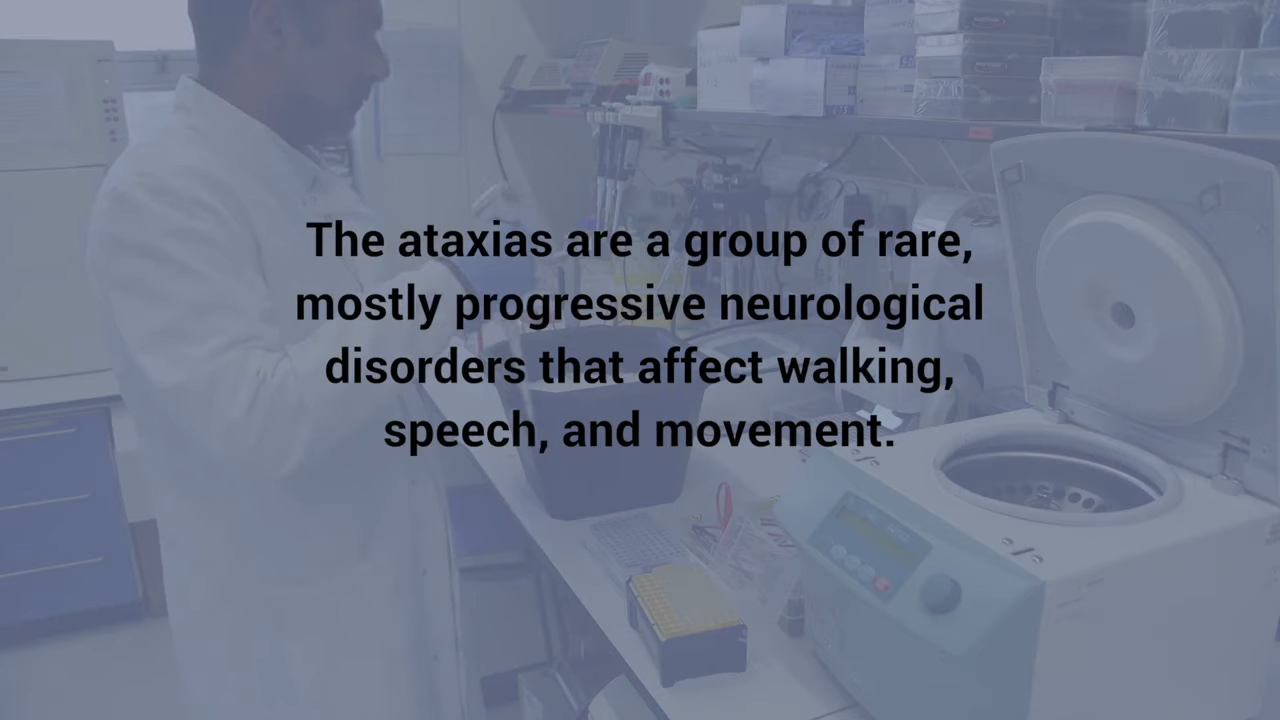 The ataxias are a group of rare,
mostly progressive neurological
disorders that affect walking,
speech, and movement.